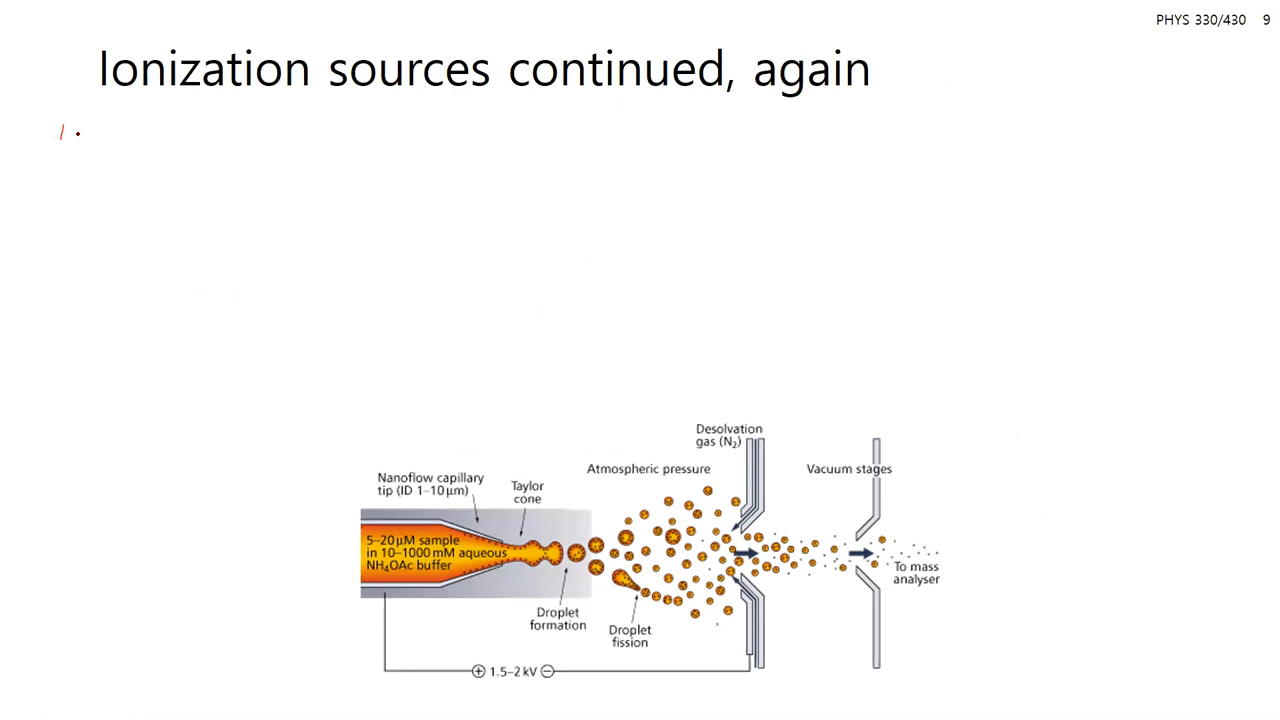 PHYS 330/430 9
Ionization sources continued, again
Desolvation
gas (N₂)
Atmospheric pressure
Vacuum stages
Nanoflow capillary
tip (ID 1–10 μm)
Taylor
cone
5–20 μM sample
in 10–1000 mM aqueous
NH₄OAc buffer
To mass
analyser
Droplet
formation
Droplet
fission
+ 1.5–2 kV −